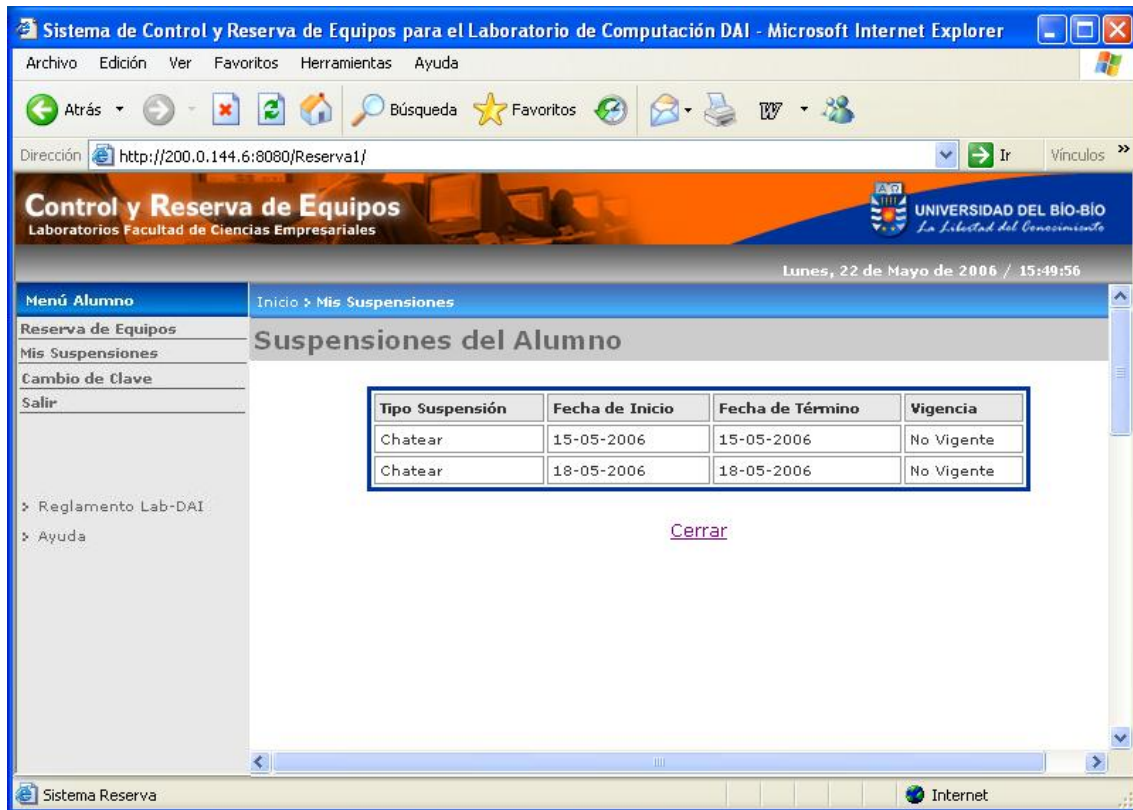 Sistema de Control y Reserva de Equipos para el Laboratorio de Computación DAI - Microsoft Internet Explorer
Archivo Edición Ver Favoritos Herramientas Ayuda
Atrás Búsqueda Favoritos
Dirección http://200.0.144.6:8080/Reserva1/ Ir Vínculos »
Control y Reserva de Equipos
Laboratorios Facultad de Ciencias Empresariales
UNIVERSIDAD DEL BÍO-BÍO
La Libertad del Conocimiento
Lunes, 22 de Mayo de 2006 / 15:49:56
Menú Alumno
Reserva de Equipos
Mis Suspensiones
Cambio de Clave
Salir
> Reglamento Lab-DAI
> Ayuda
Inicio > Mis Suspensiones
Suspensiones del Alumno
Tipo Suspensión Fecha de Inicio Fecha de Término Vigencia
Chatear 15-05-2006 15-05-2006 No Vigente
Chatear 18-05-2006 18-05-2006 No Vigente
Cerrar
Sistema Reserva Internet